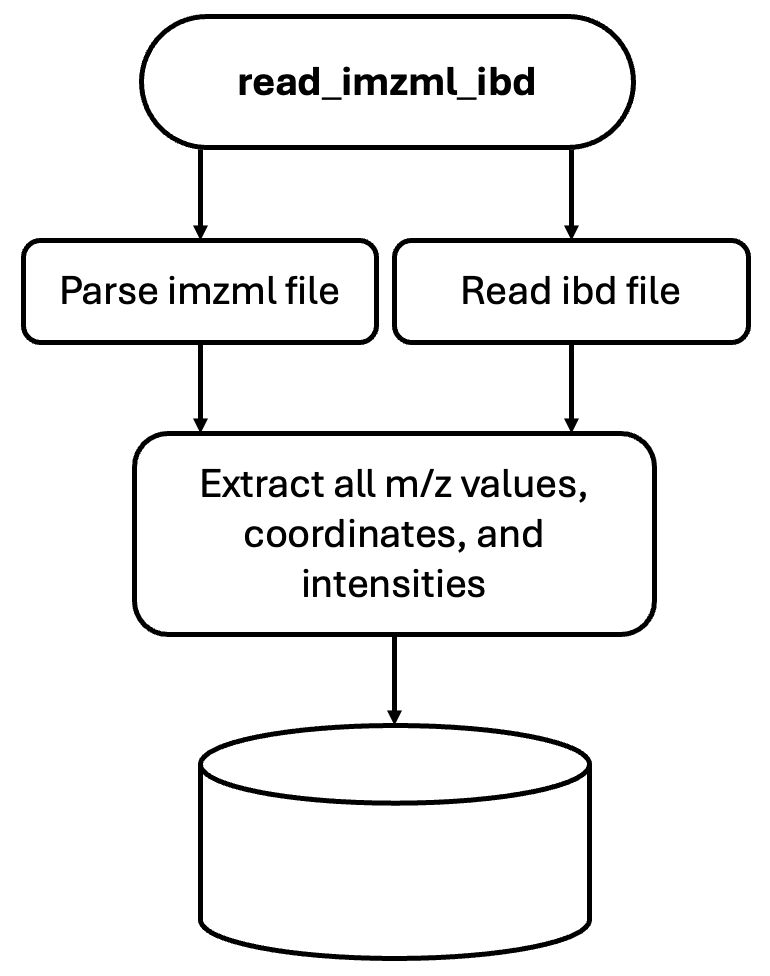 read_imzml_ibd
Parse imzml file
Read ibd file
Extract all m/z values,
coordinates, and
intensities